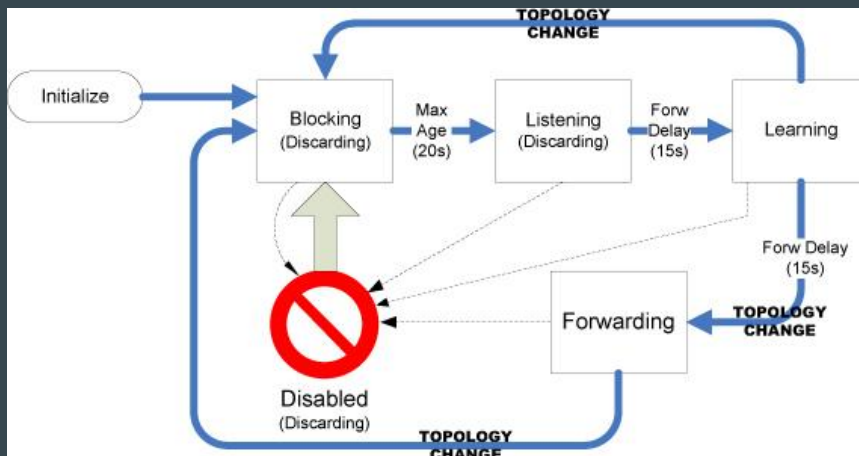 TOPOLOGY
CHANGE
Initialize
Blocking
(Discarding)
Max
Age
(20s)
Listening
(Discarding)
Forw
Delay
(15s)
Learning
Forw Delay
(15s)
TOPOLOGY
CHANGE
Forwarding
Disabled
(Discarding)
TOPOLOGY
CHANGE